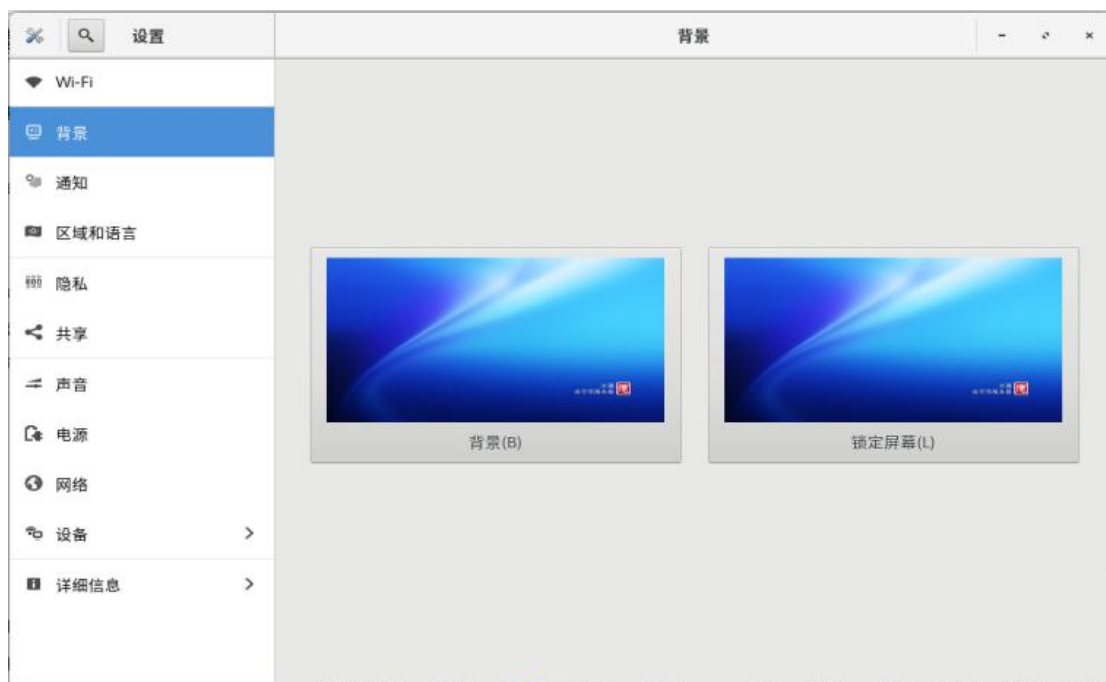 设置
背景
Wi-Fi
背景
通知
区域和语言
隐私
共享
声音
电源
网络
设备
详细信息
背景(B)
锁定屏幕(L)